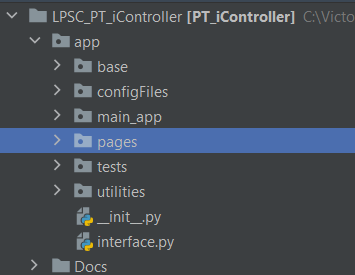 LPSC_PT_iController [PT_iController] C:\Victo
app
base
configFiles
main_app
pages
tests
utilities
__init__.py
interface.py
Docs